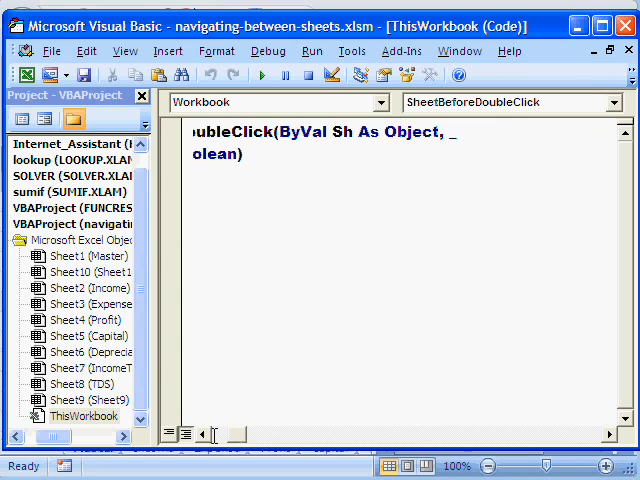 Microsoft Visual Basic - navigating-between-sheets.xlsm - [ThisWorkbook (Code)]
File Edit View Insert Format Debug Run Tools Add-Ins Window Help
Project - VBAProject
Workbook
SheetBeforeDoubleClick
Internet_Assistant (
lookup (LOOKUP.XLAM
SOLVER (SOLVER.XLAM
sumif (SUMIF.XLAM)
VBAProject (FUNCRES
VBAProject (navigatin
Microsoft Excel Objec
Sheet1 (Master)
Sheet10 (Sheet1
Sheet2 (Income)
Sheet3 (Expense
Sheet4 (Profit)
Sheet5 (Capital)
Sheet6 (Deprecia
Sheet7 (IncomeT
Sheet8 (TDS)
Sheet9 (Sheet9)
ThisWorkbook
oubleClick(ByVal Sh As Object, _
oolean)
Ready
100%